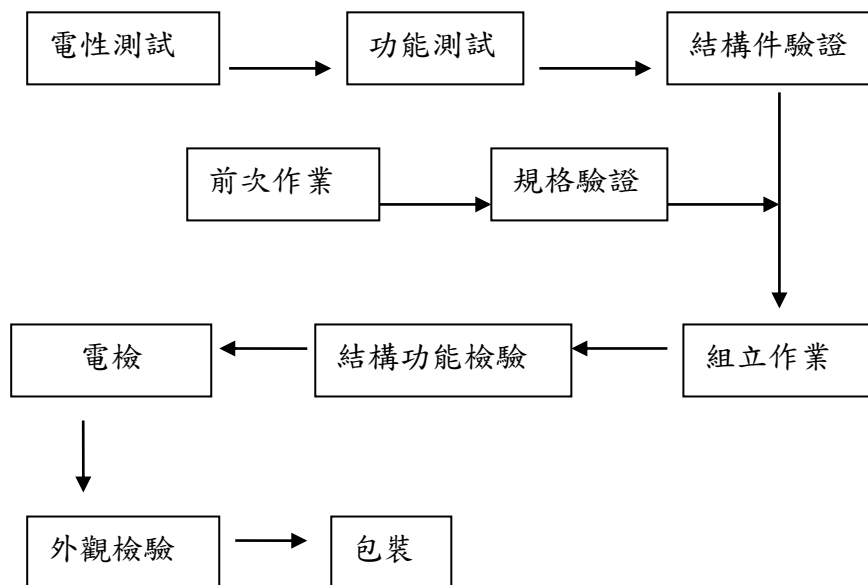 電性測試
功能測試
結構件驗證
前次作業
規格驗證
電檢
結構功能檢驗
組立作業
外觀檢驗
包裝